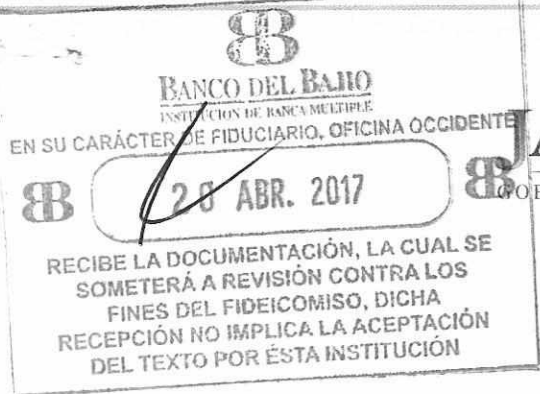 BANCO DEL BAJIO
INSTITUCION DE BANCA MULTIPLE
EN SU CARÁCTER DE FIDUCIARIO, OFICINA OCCIDENTE
20 ABR. 2017
RECIBE LA DOCUMENTACIÓN, LA CUAL SE
SOMETERÁ A REVISIÓN CONTRA LOS
FINES DEL FIDEICOMISO, DICHA
RECEPCIÓN NO IMPLICA LA ACEPTACIÓN
DEL TEXTO POR ÉSTA INSTITUCIÓN
JA
GOBE